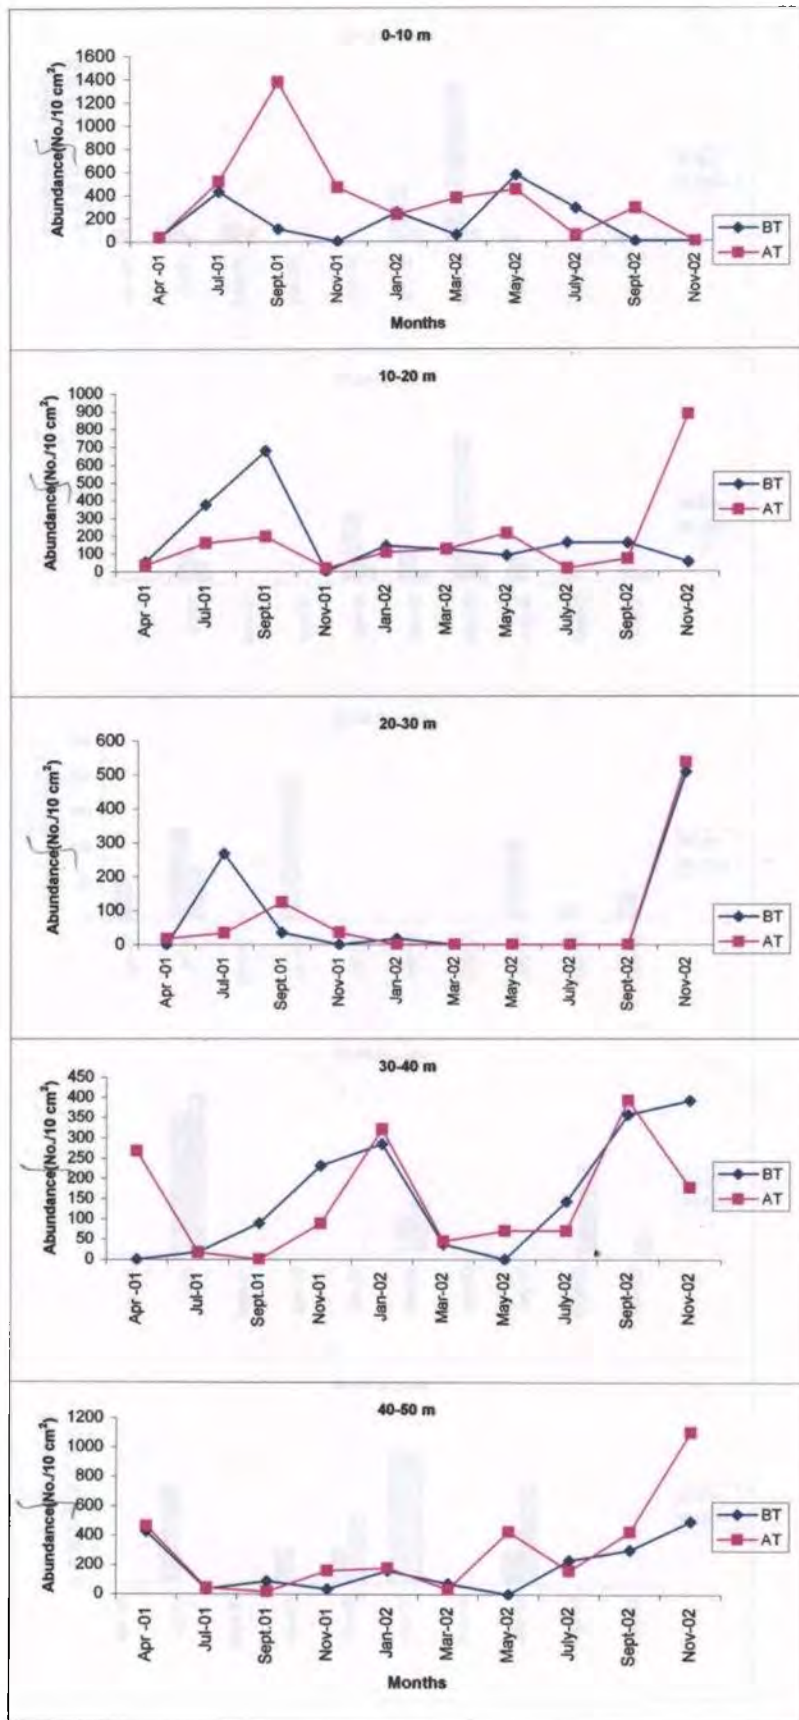 0-10 m
Abundance(No./10 cm²)
1600
1400
1200
1000
800
600
400
200
0
Apr -01
Jul-01
Sept.01
Nov-01
Jan-02
Mar-02
May-02
July-02
Sept-02
Nov-02
Months
BT
AT
10-20 m
Abundance(No./10 cm²)
1000
900
800
700
600
500
400
300
200
100
0
Apr -01
Jul-01
Sept.01
Nov-01
Jan-02
Mar-02
May-02
July-02
Sept-02
Nov-02
BT
AT
20-30 m
Abundance(No./10 cm²)
600
500
400
300
200
100
0
Apr -01
Jul-01
Sept.01
Nov-01
Jan-02
Mar-02
May-02
July-02
Sept-02
Nov-02
BT
AT
30-40 m
Abundance(No./10 cm²)
450
400
350
300
250
200
150
100
50
0
Apr -01
Jul-01
Sept.01
Nov-01
Jan-02
Mar-02
May-02
July-02
Sept-02
Nov-02
BT
AT
40-50 m
Abundance(No./10 cm²)
1200
1000
800
600
400
200
0
Apr -01
Jul-01
Sept.01
Nov-01
Jan-02
Mar-02
May-02
July-02
Sept-02
Nov-02
Months
BT
AT